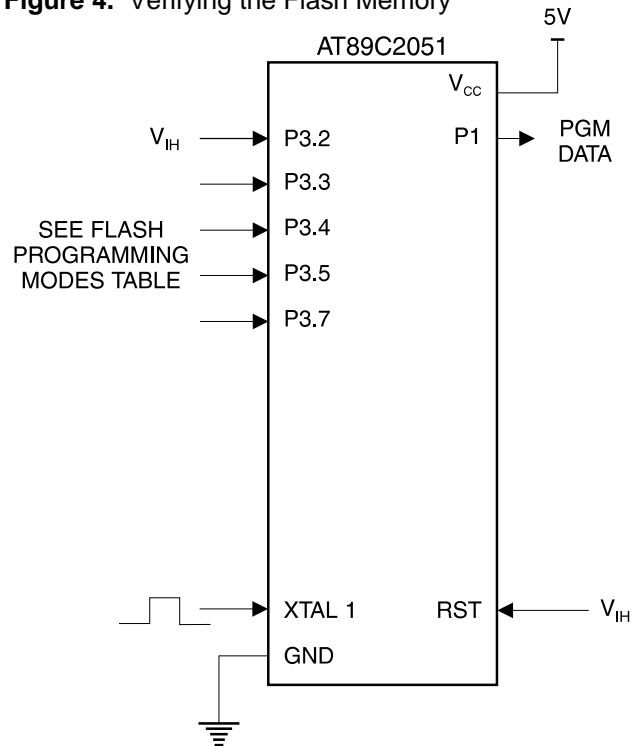 Figure 4. Verifying the Flash Memory
5V
AT89C2051
VCC
VIH
P3.2
P1
PGM
DATA
P3.3
SEE FLASH
PROGRAMMING
MODES TABLE
P3.4
P3.5
P3.7
XTAL 1
RST
VIH
GND